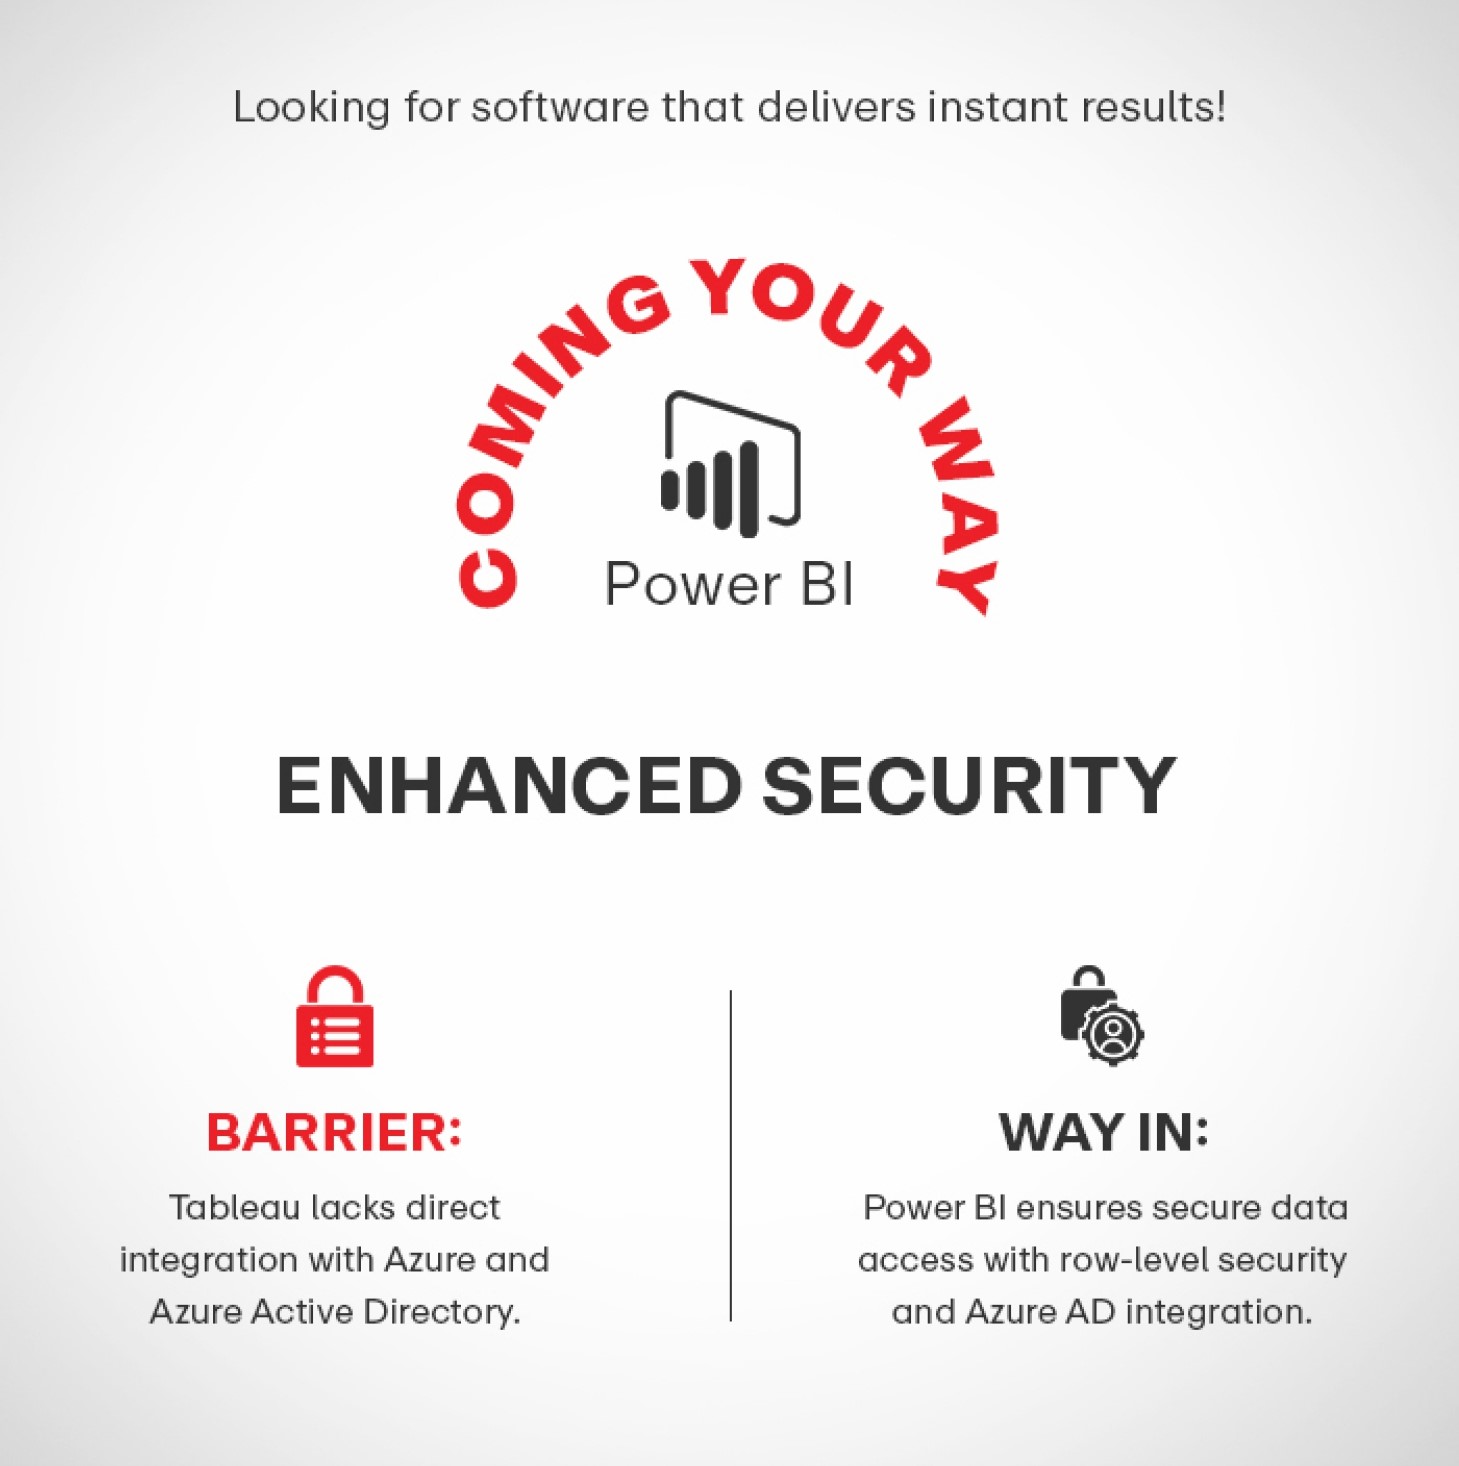 Looking for software that delivers instant results!
COMING YOUR WAY
Power BI
ENHANCED SECURITY
BARRIER:
Tableau lacks direct
integration with Azure and
Azure Active Directory.
WAY IN:
Power BI ensures secure data
access with row-level security
and Azure AD integration.